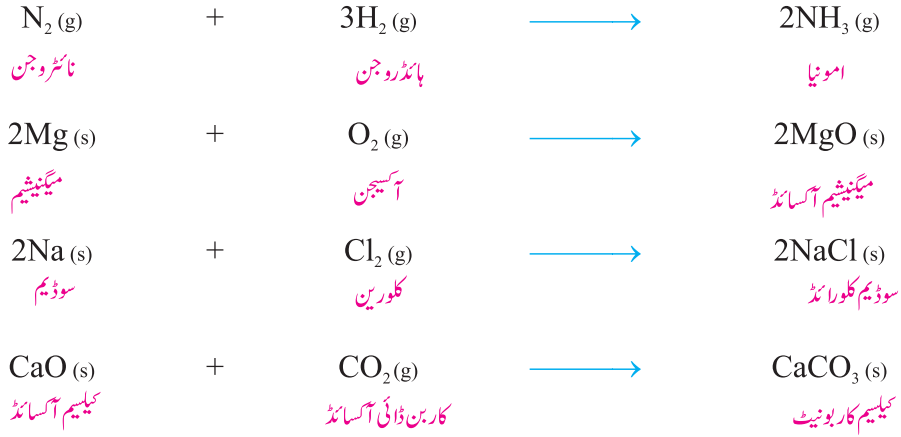 N₂ (g) + 3H₂ (g) ⟶ 2NH₃ (g)
نائٹروجن ہائڈروجن امونیا
2Mg (s) + O₂ (g) ⟶ 2MgO (s)
میگنیشیم آکسیجن میگنیشیم آکسائڈ
2Na (s) + Cl₂ (g) ⟶ 2NaCl (s)
سوڈیم کلورین سوڈیم کلورائڈ
CaO (s) + CO₂ (g) ⟶ CaCO₃ (s)
کیلسیم آکسائڈ کاربن ڈائی آکسائڈ کیلسیم کاربونیٹ